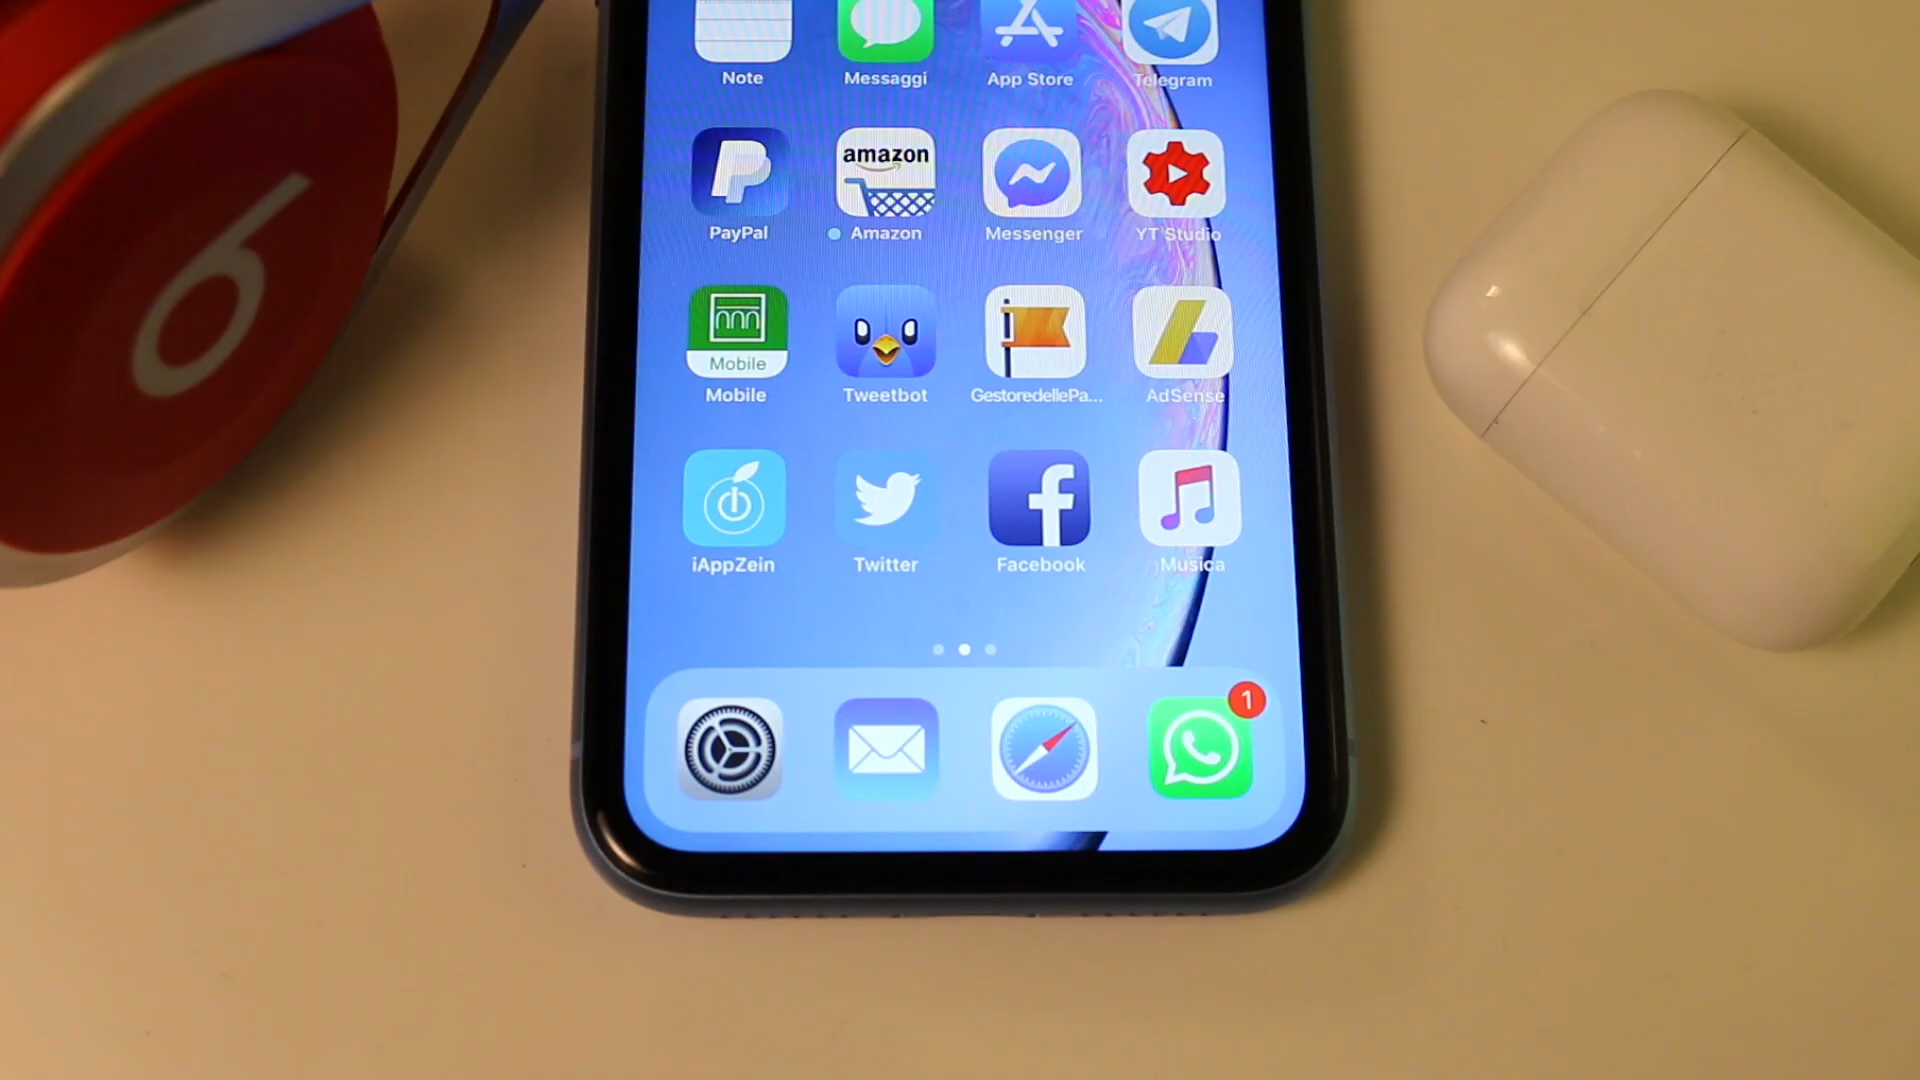 Note
Messaggi
App Store
Telegram
PayPal
amazon
Amazon
Messenger
YT Studio
Mobile
Mobile
Tweetbot
GestoredellePa...
AdSense
iAppZein
Twitter
Facebook
Musica
1